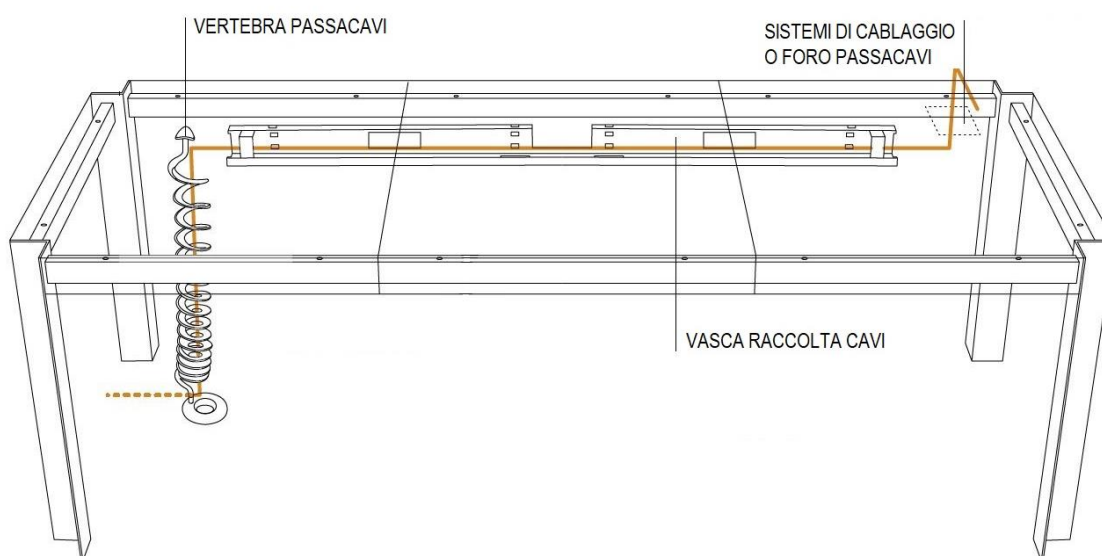 VERTEBRA PASSACAVI
SISTEMI DI CABLAGGIO
O FORO PASSACAVI
VASCA RACCOLTA CAVI